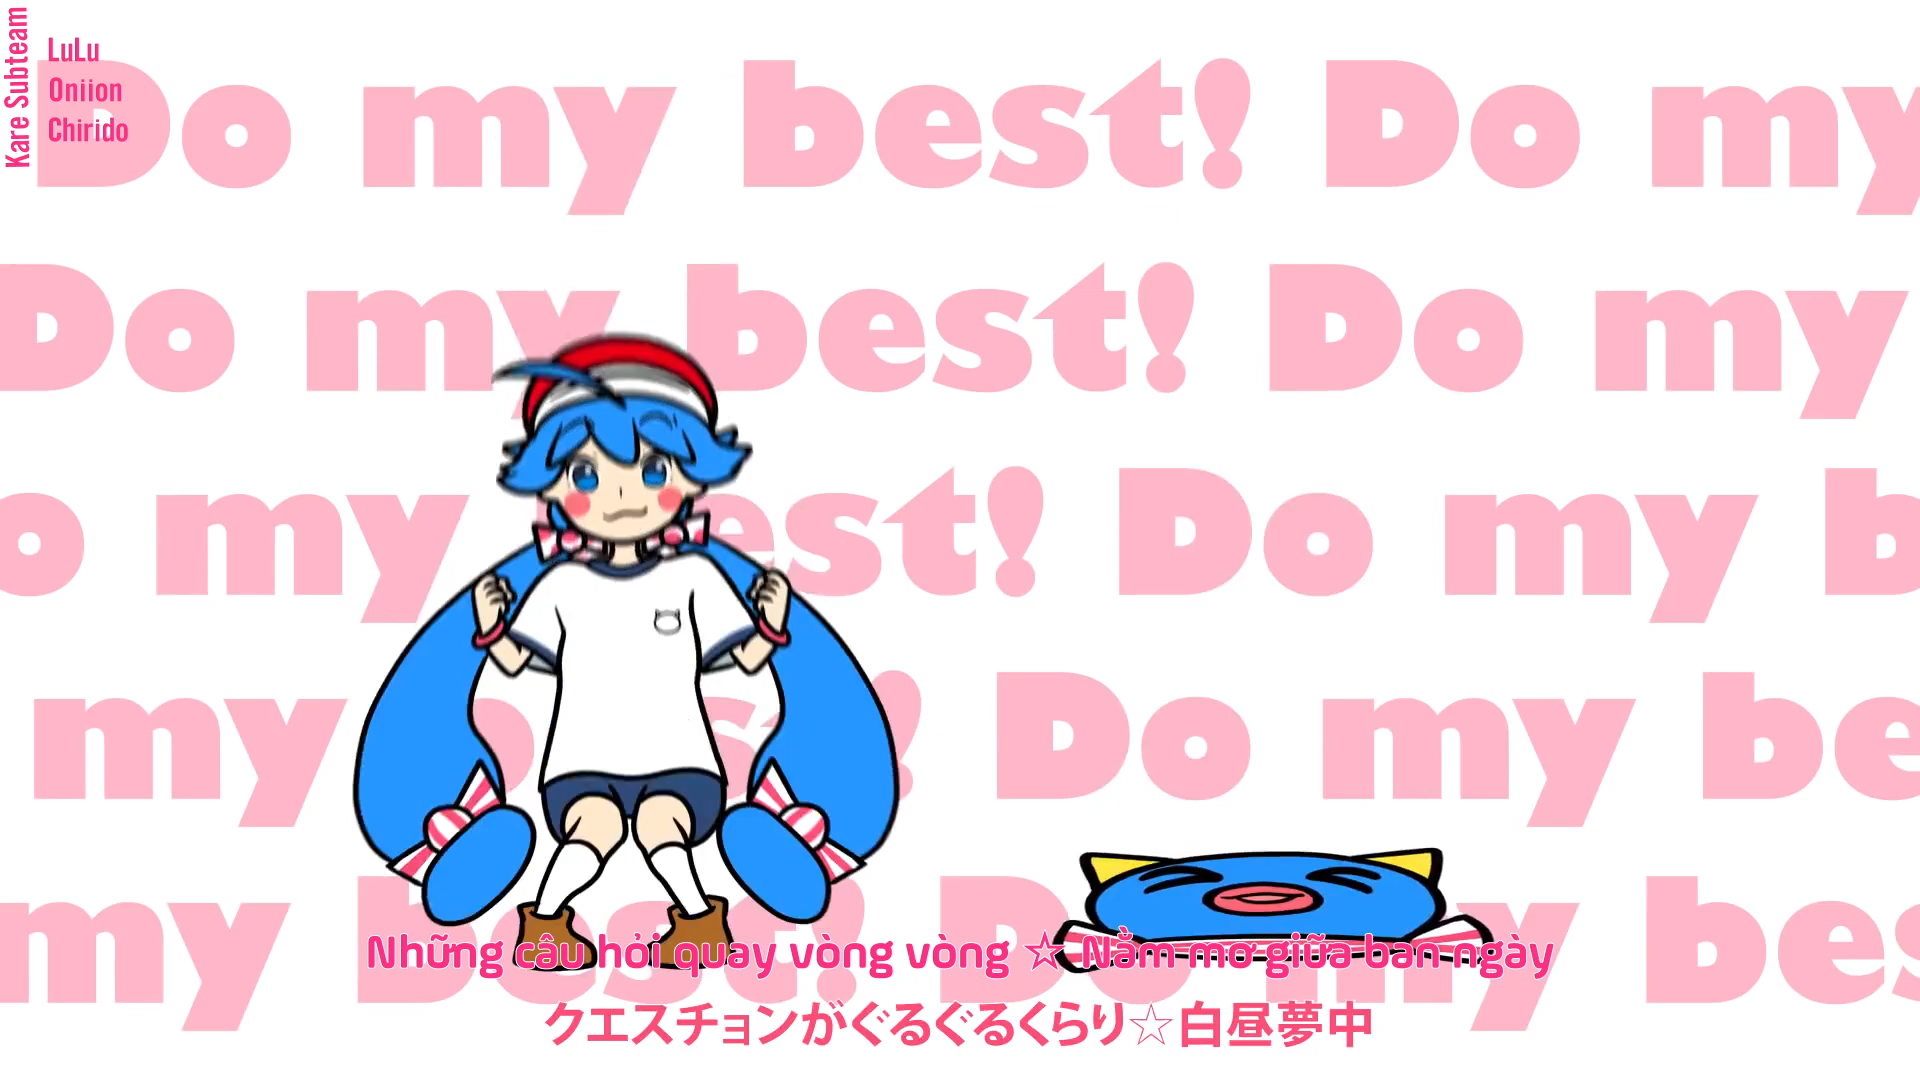 Kare Subteam
LuLu
Oniion
Chirido
Do my best! Do my
Do my best! Do my
o my best! Do my b
my best! Do my be
my best! Do my bes
Những câu hỏi quay vòng vòng ☆ Nằm mơ giữa ban ngày
クエスチョンがぐるぐるくらり☆白昼夢中